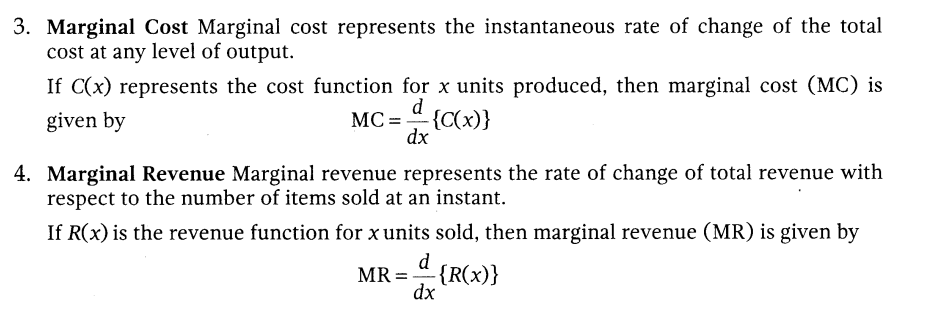 3. Marginal Cost Marginal cost represents the instantaneous rate of change of the total
cost at any level of output.
If C(x) represents the cost function for x units produced, then marginal cost (MC) is
given by MC = d/dx {C(x)}
4. Marginal Revenue Marginal revenue represents the rate of change of total revenue with
respect to the number of items sold at an instant.
If R(x) is the revenue function for x units sold, then marginal revenue (MR) is given by
MR = d/dx {R(x)}